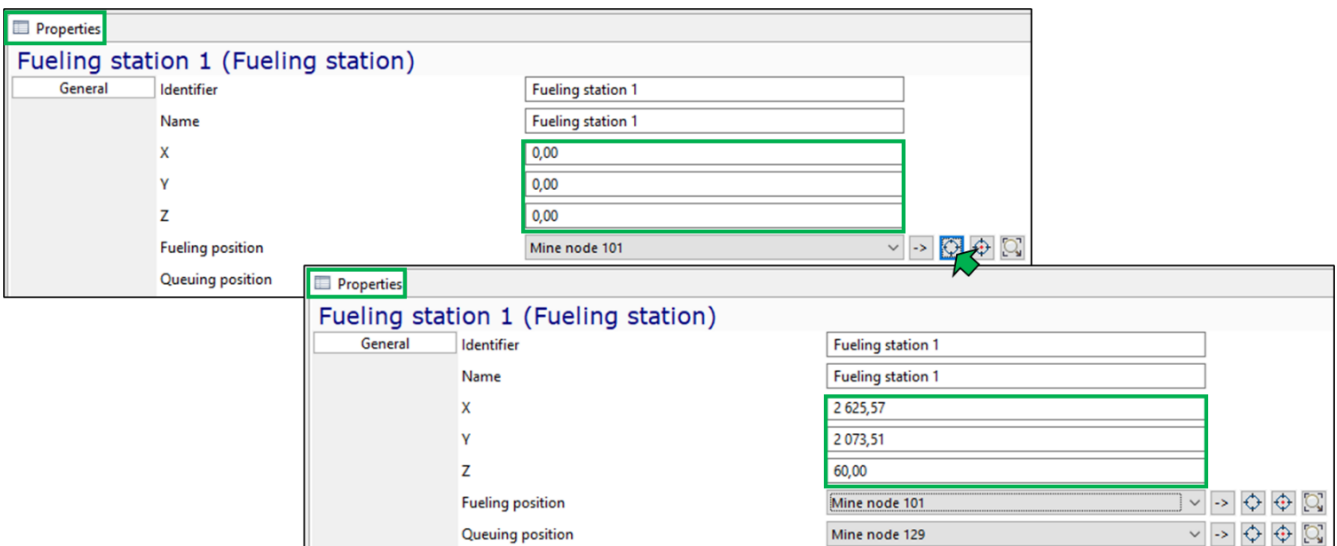 Properties
Fueling station 1 (Fueling station)
General
Identifier
Fueling station 1
Name
Fueling station 1
X
0,00
Y
0,00
Z
0,00
Fueling position
Mine node 101
->
Queuing position
Properties
Fueling station 1 (Fueling station)
General
Identifier
Fueling station 1
Name
Fueling station 1
X
2 625,57
Y
2 073,51
Z
60,00
Fueling position
Mine node 101
->
Queuing position
Mine node 129
->